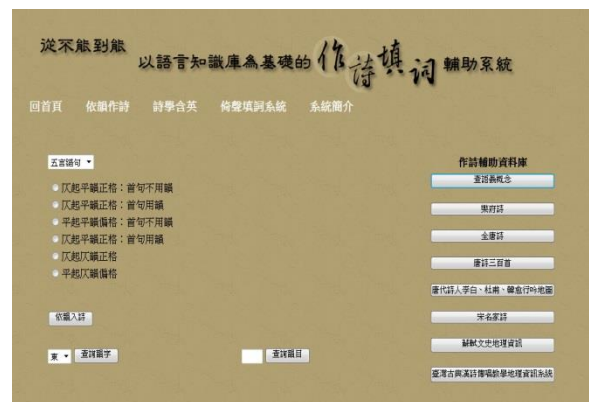 從不能到能
以語言知識庫為基礎的作詩填詞輔助系統
回首頁 依韻作詩 詩學含英 倚聲填詞系統 系統簡介
五言絕句
仄起平韻正格：首句不用韻
仄起平韻正格：首句用韻
平起平韻偏格：首句不用韻
仄起平韻正格：首句用韻
仄起仄韻正格
平起仄韻偏格
依韻入詩
東 查詢韻字 查詢韻目
作詩輔助資料庫
查詢義概念
樂府詩
全唐詩
唐詩三百首
唐代詩人李白、杜甫、韓愈行吟地圖
宋名家詩
蘇軾文史地理資訊
臺灣古典漢詩傳唱教學地理資訊系統